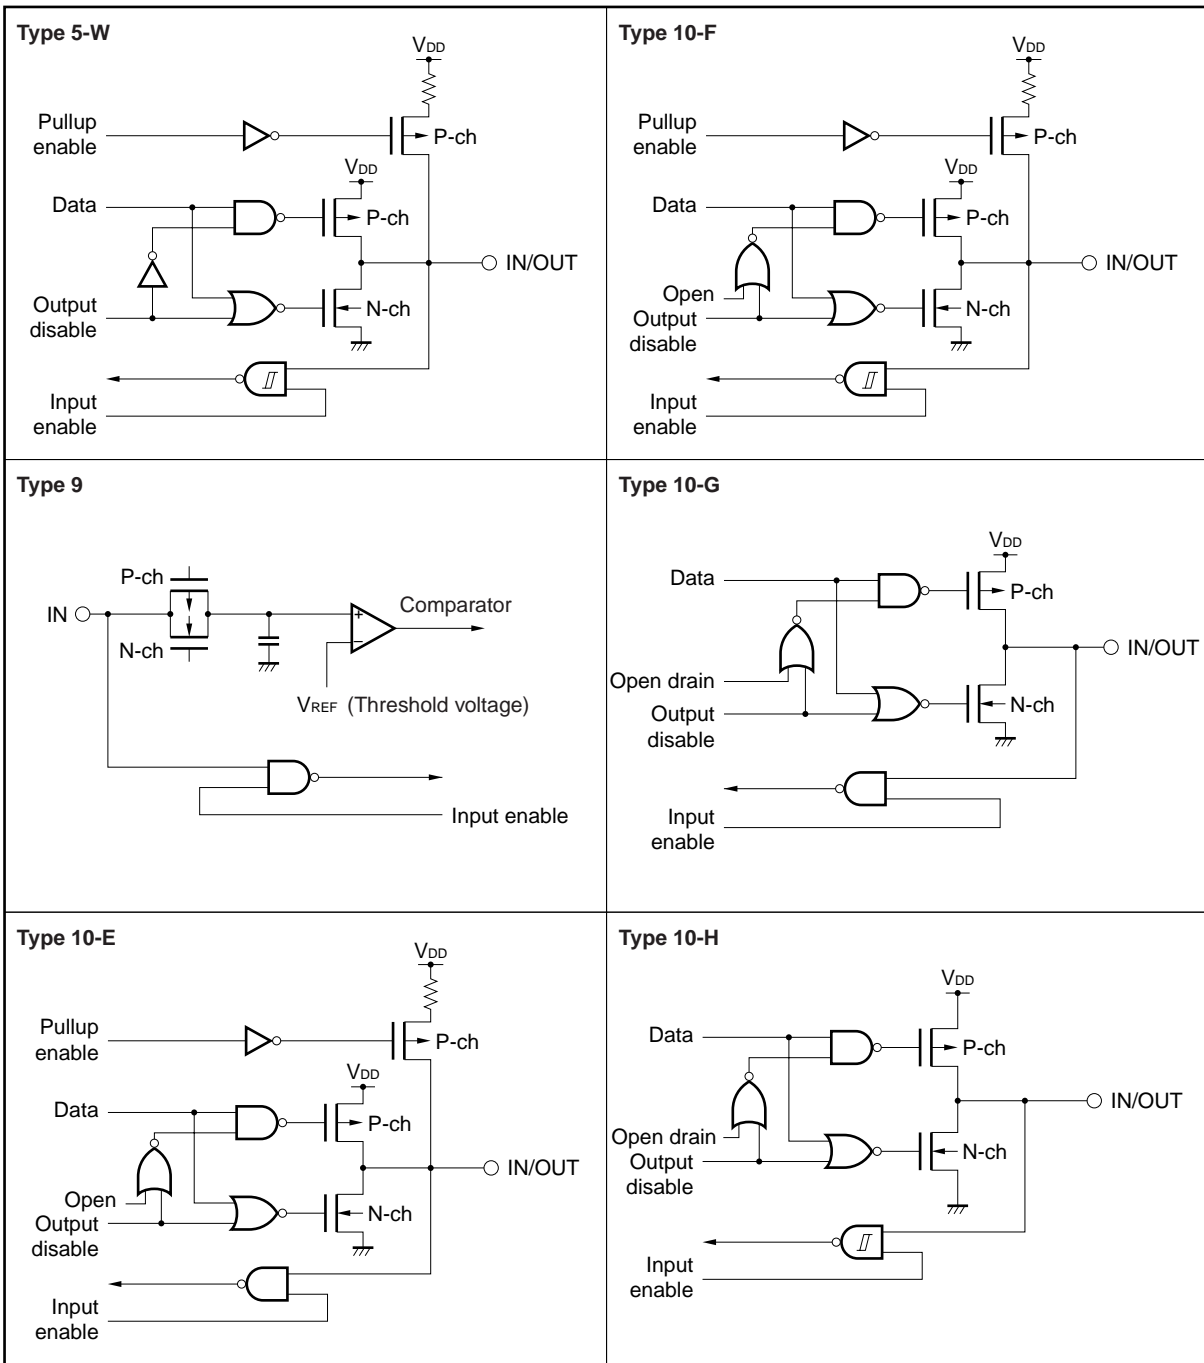 Type 5-W
VDD
Pullup
enable
P-ch
VDD
Data
P-ch
IN/OUT
Output
disable
N-ch
Input
enable
Type 10-F
VDD
Pullup
enable
P-ch
VDD
Data
P-ch
IN/OUT
Open
Output
disable
N-ch
Input
enable
Type 9
P-ch
IN
N-ch
+
−
Comparator
VREF (Threshold voltage)
Input enable
Type 10-G
VDD
Data
P-ch
IN/OUT
Open drain
Output
disable
N-ch
Input
enable
Type 10-E
VDD
Pullup
enable
P-ch
VDD
Data
P-ch
IN/OUT
Open
Output
disable
N-ch
Input
enable
Type 10-H
VDD
Data
P-ch
IN/OUT
Open drain
Output
disable
N-ch
Input
enable